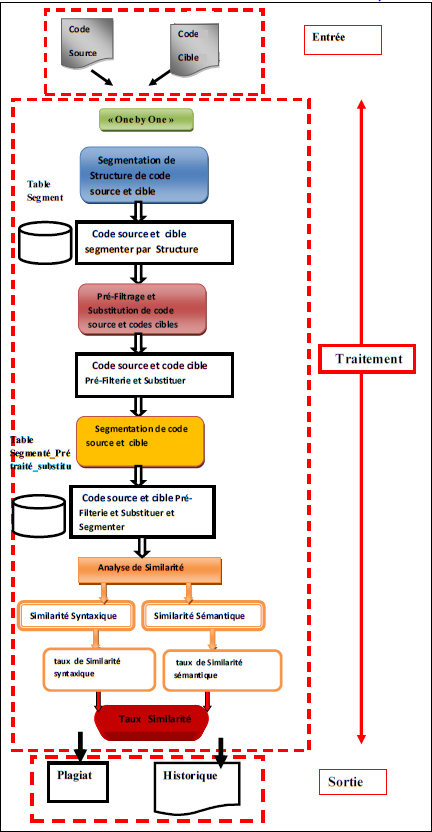 Code
Source
Code
Cible
Entrée
« One by One »
Segmentation de
Structure de code
source et cible
Table
Segment
Code source et cible
segmenter par Structure
Pré-Filtrage et
Substitution de code
source et codes cibles
Traitement
Code source et code cible
Pré-Filterie et Substituer
Segmentation de code
source et cible
Table
Segmenté_Pré
traité_substitu
Code source et cible Pré-
Filterie et Substituer et
Segmenter
Analyse de Similarité
Similarité Syntaxique
Similarité Sémantique
taux de Similarité
syntaxique
taux de Similarité
sémantique
Taux Similarité
Plagiat
Historique
Sortie